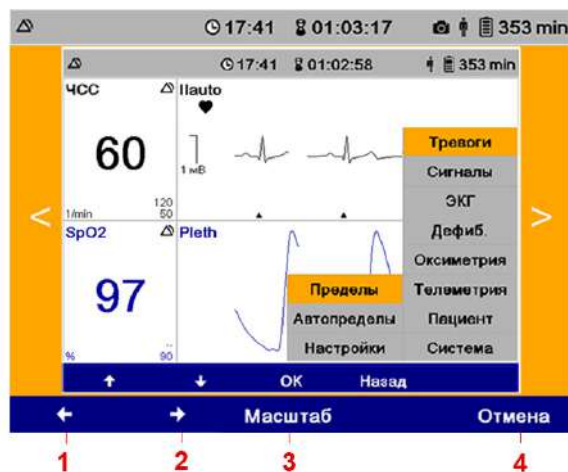 17:41 01:03:17 353 min
17:41 01:02:58 353 min
ЧСС IIauto
60
1 мВ
1/min 120
50
SpO2 Pleth
97
% --
90
Тревоги
Сигналы
ЭКГ
Дефиб.
Оксиметрия
Телеметрия
Пациент
Система
Пределы
Автопределы
Настройки
OK Назад
< >
Масштаб Отмена
1 2 3 4